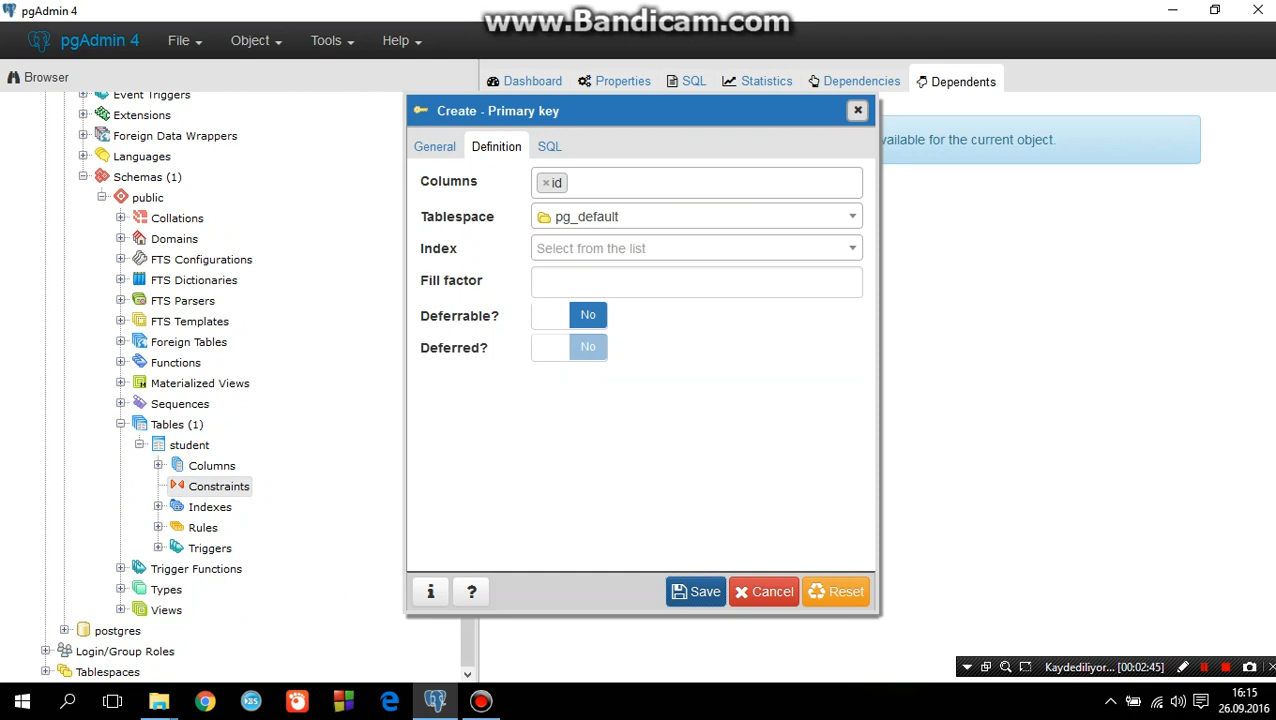 pgAdmin 4
www.Bandicam.com
pgAdmin 4 File Object Tools Help
Browser
Dashboard Properties SQL Statistics Dependencies Dependents
Event Triggers
Extensions
Foreign Data Wrappers
Languages
Schemas (1)
public
Collations
Domains
FTS Configurations
FTS Dictionaries
FTS Parsers
FTS Templates
Foreign Tables
Functions
Materialized Views
Sequences
Tables (1)
student
Columns
Constraints
Indexes
Rules
Triggers
Trigger Functions
Types
Views
postgres
Login/Group Roles
Tablespaces
Create - Primary key
General Definition SQL
Columns ×id
Tablespace pg_default
Index Select from the list
Fill factor
Deferrable? No
Deferred? No
i ? Save Cancel Reset
vailable for the current object.
Kaydediliyor... [00:02:45]
16:15
26.09.2016